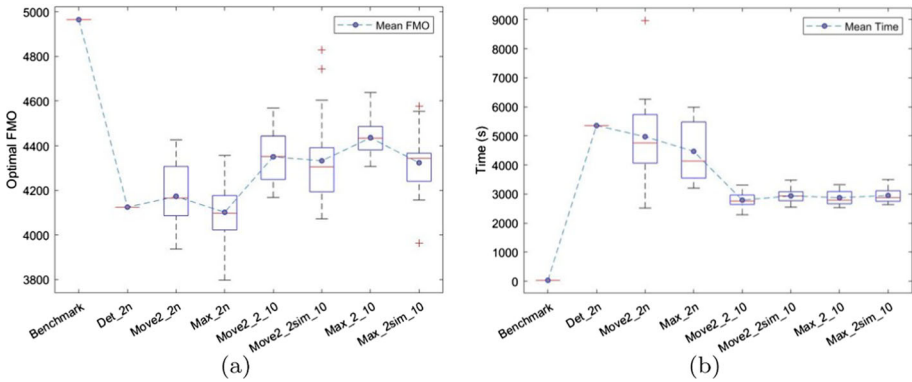 5000
4800
4600
4400
4200
4000
3800
Optimal FMO
Mean FMO
Benchmark
Det_2n
Move2_2n
Max_2n
Move2_2_10
Move2_2sim_10
Max_2_10
Max_2sim_10
(a)
9000
8000
7000
6000
5000
4000
3000
2000
1000
0
Time (s)
Mean Time
Benchmark
Det_2n
Move2_2n
Max_2n
Move2_2_10
Move2_2sim_10
Max_2_10
Max_2sim_10
(b)